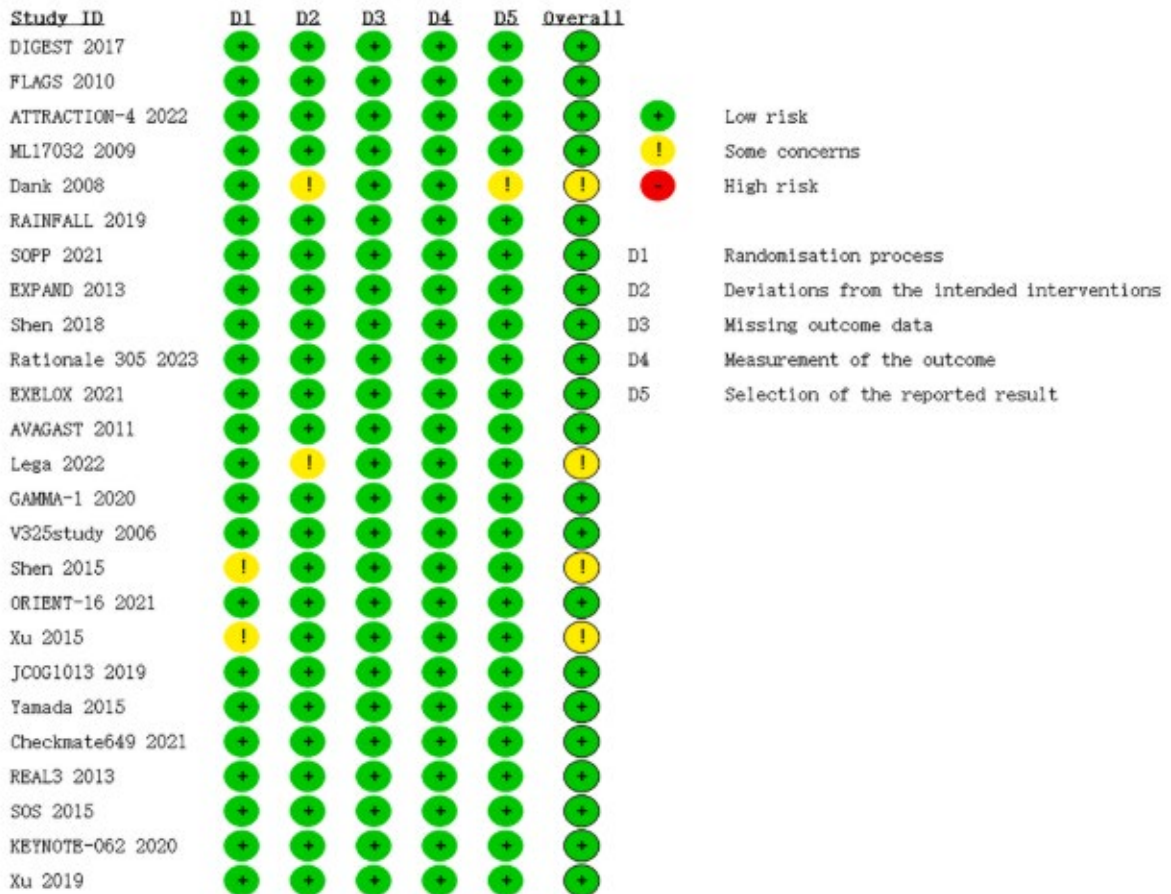 Study ID D1 D2 D3 D4 D5 Overall
DIGEST 2017 + + + + + +
FLAGS 2010 + + + + + +
ATTRACTION-4 2022 + + + + + + + Low risk
ML17032 2009 + + + + + + ! Some concerns
Dank 2008 + ! + + ! ! - High risk
RAINFALL 2019 + + + + + +
SOPP 2021 + + + + + + D1 Randomisation process
EXPAND 2013 + + + + + + D2 Deviations from the intended interventions
Shen 2018 + + + + + + D3 Missing outcome data
Rationale 305 2023 + + + + + + D4 Measurement of the outcome
EXELOX 2021 + + + + + + D5 Selection of the reported result
AVAGAST 2011 + + + + + +
Lega 2022 + ! + + + !
GAMMA-1 2020 + + + + + +
V325study 2006 + + + + + +
Shen 2015 ! + + + + !
ORIENT-16 2021 + + + + + +
Xu 2015 ! + + + + !
JCOG1013 2019 + + + + + +
Yamada 2015 + + + + + +
Checkmate649 2021 + + + + + +
REAL3 2013 + + + + + +
SOS 2015 + + + + + +
KEYNOTE-062 2020 + + + + + +
Xu 2019 + + + + + +